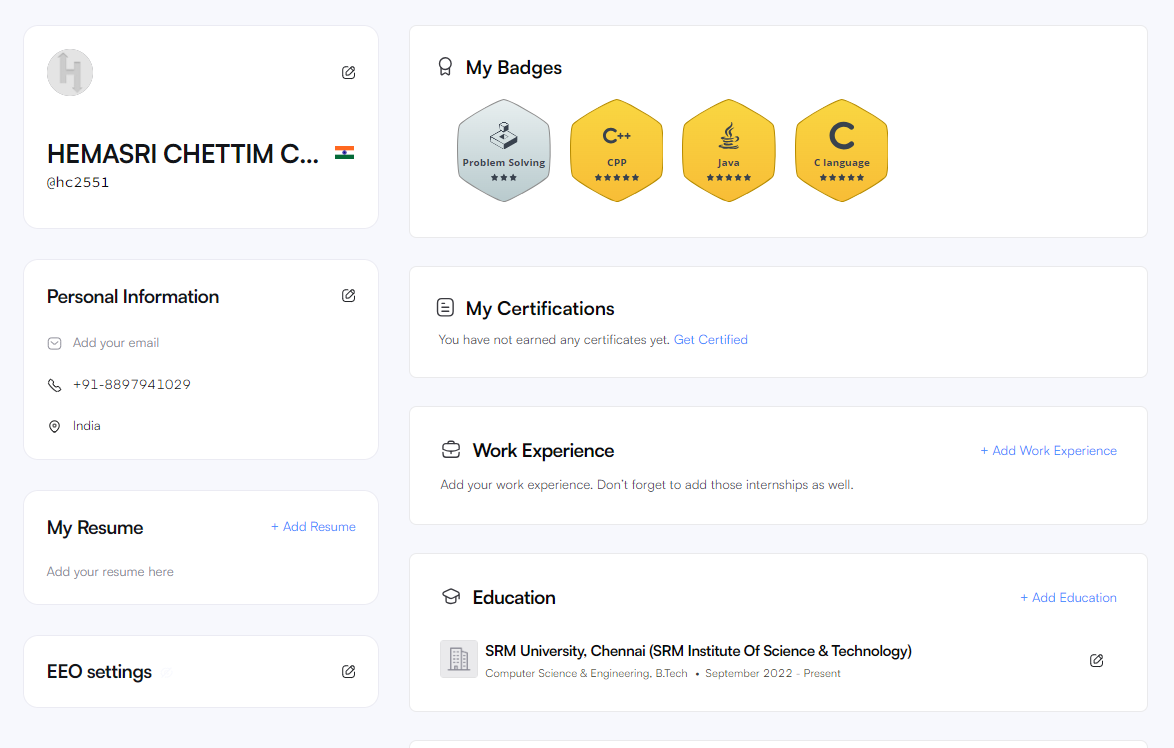 HEMASRI CHETTIM C...
@hc2551
Personal Information
Add your email
+91-8897941029
India
My Resume
+ Add Resume
Add your resume here
EEO settings
My Badges
Problem Solving
C++
CPP
Java
C
C language
My Certifications
You have not earned any certificates yet. Get Certified
Work Experience
+ Add Work Experience
Add your work experience. Don't forget to add those internships as well.
Education
+ Add Education
SRM University, Chennai (SRM Institute Of Science & Technology)
Computer Science & Engineering, B.Tech • September 2022 - Present